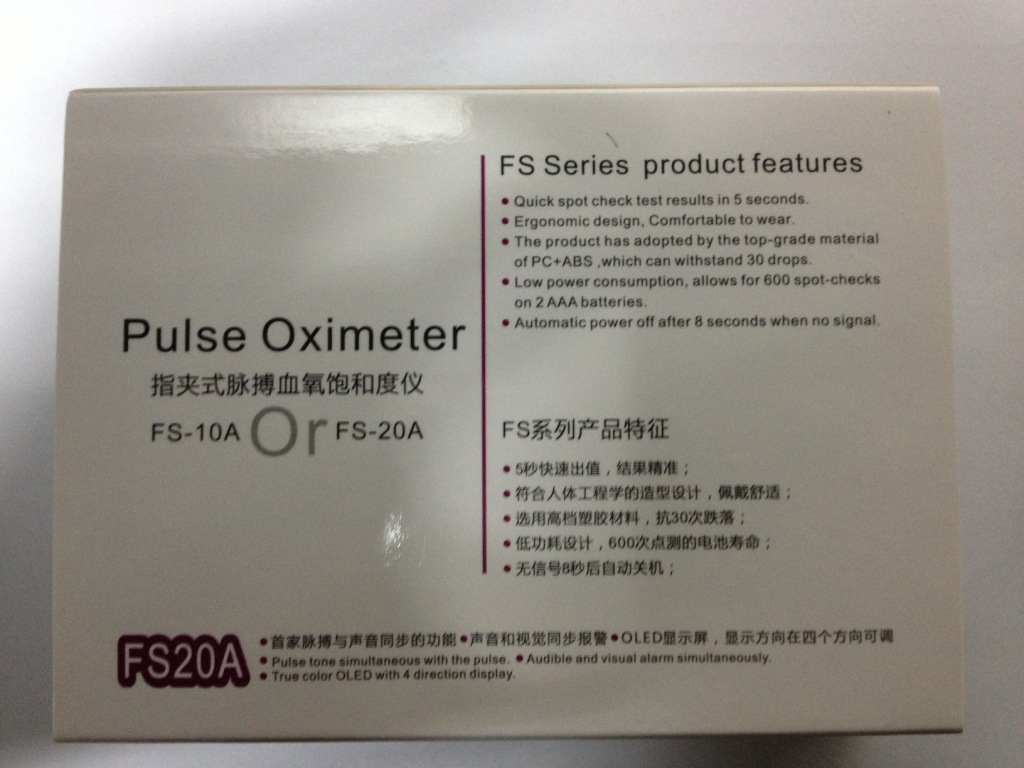 Pulse Oximeter
指夹式脉搏血氧饱和度仪
FS-10A Or FS-20A
FS Series product features
• Quick spot check test results in 5 seconds.
• Ergonomic design, Comfortable to wear.
• The product has adopted by the top-grade material
of PC+ABS ,which can withstand 30 drops.
• Low power consumption, allows for 600 spot-checks
on 2 AAA batteries.
• Automatic power off after 8 seconds when no signal.
FS系列产品特征
• 5秒快速出值，结果精准；
• 符合人体工程学的造型设计，佩戴舒适；
• 选用高档塑胶材料，抗30次跌落；
• 低功耗设计，600次点测的电池寿命；
• 无信号8秒后自动关机；
FS20A
• 首家脉搏与声音同步的功能 • 声音和视觉同步报警 • OLED显示屏，显示方向在四个方向可调
• Pulse tone simultaneous with the pulse. • Audible and visual alarm simultaneously.
• True color OLED with 4 direction display.